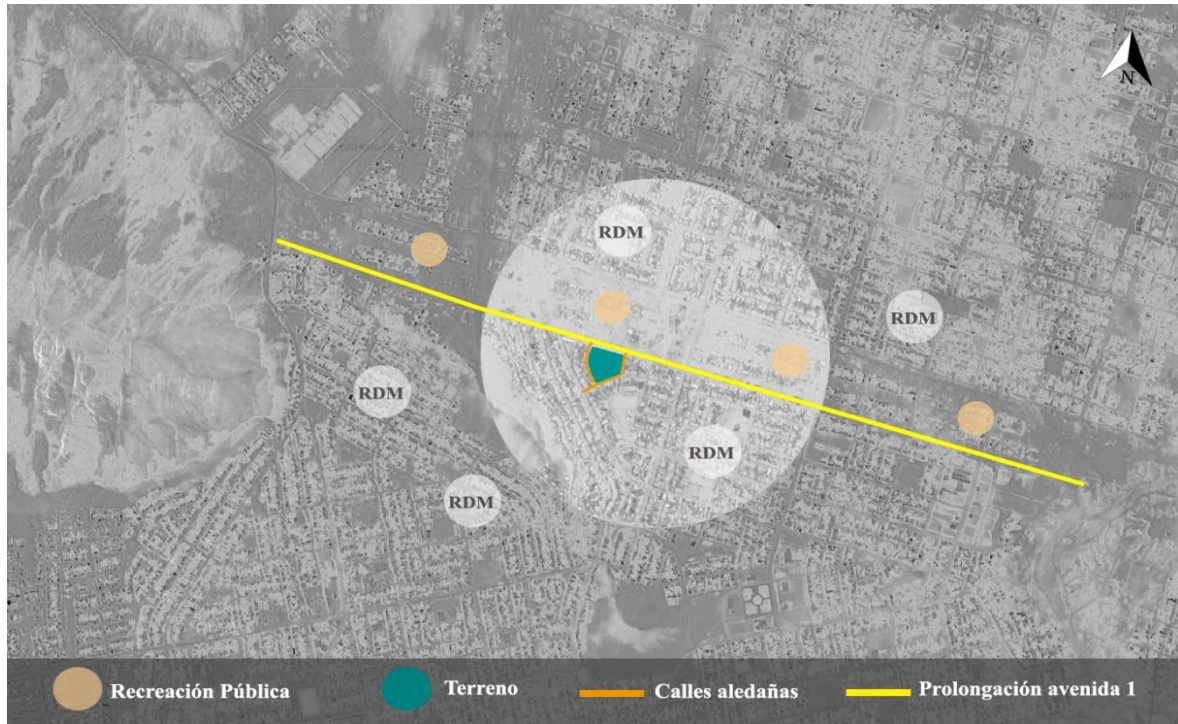 N
RDM
RDM
RDM
RDM
RDM
Recreación Pública
Terreno
Calles aledañas
Prolongación avenida 1